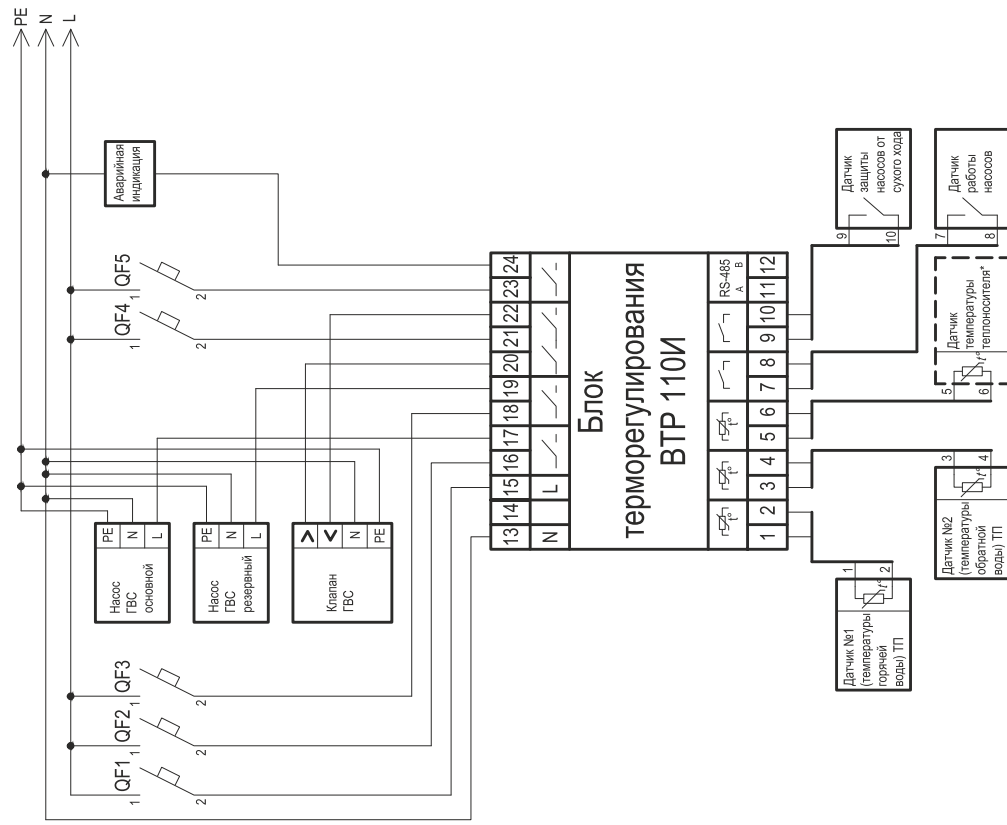 PE
N
L
Аварийная
индикация
QF5
1
2
QF4
1
2
Насос
ГВС
основной
PE
N
L
Насос
ГВС
резервный
PE
N
L
Клапан
ГВС
>
<
N
PE
QF3
1
2
QF2
1
2
QF1
1
2
13 14 15 16 17 18 19 20 21 22 23 24
N L
Блок
терморегулирования
ВТР 110И
t° t° t° RS-485
A B
1 2 3 4 5 6 7 8 9 10 11 12
Датчик
защиты
насосов от
сухого хода
9
10
Датчик
работы
насосов
7
8
Датчик
температуры
теплоносителя*
t°
5
6
Датчик №2
(температуры
обратной
воды) ТП
t°
3
4
Датчик №1
(температуры
горячей
воды) ТП
t°
1
2